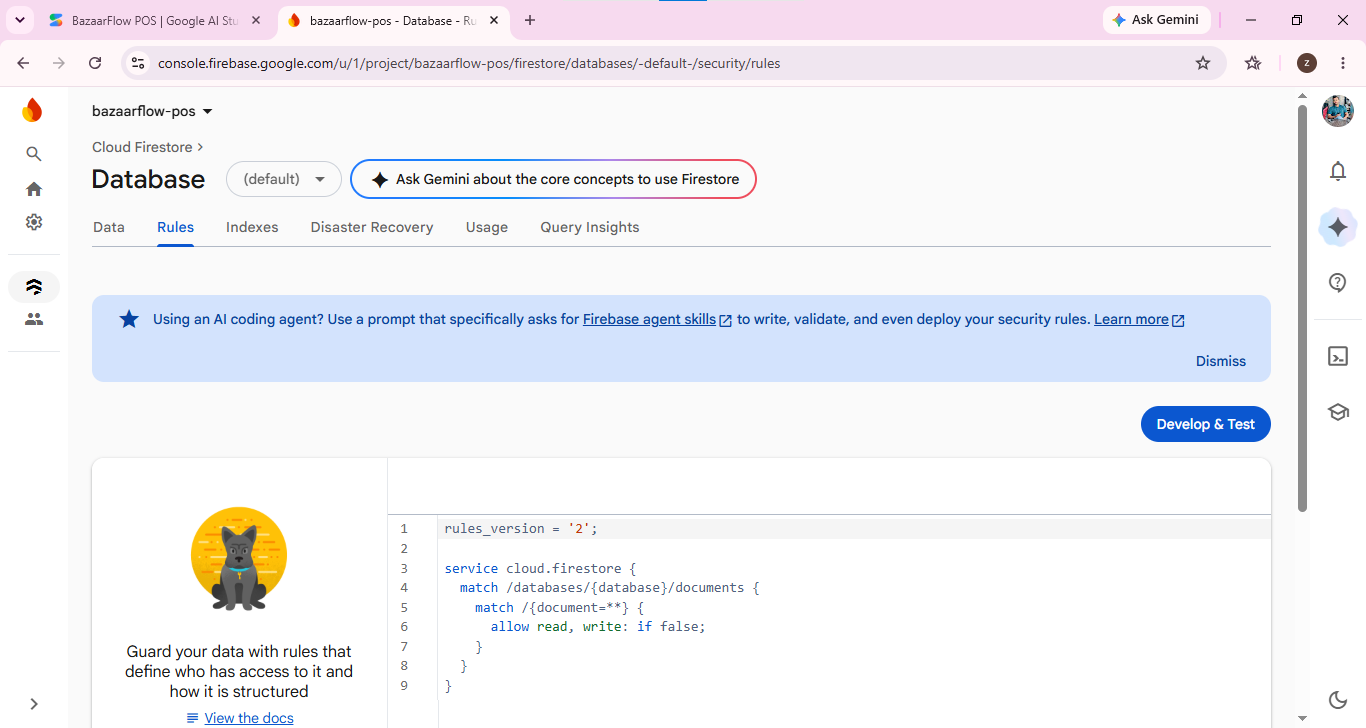 BazaarFlow POS | Google AI Stu
bazaarflow-pos - Database - Ru
Ask Gemini
console.firebase.google.com/u/1/project/bazaarflow-pos/firestore/databases/-default-/security/rules
z
bazaarflow-pos
Cloud Firestore >
Database
(default)
Ask Gemini about the core concepts to use Firestore
Data Rules Indexes Disaster Recovery Usage Query Insights
Using an AI coding agent? Use a prompt that specifically asks for Firebase agent skills to write, validate, and even deploy your security rules. Learn more
Dismiss
Develop & Test
Guard your data with rules that
define who has access to it and
how it is structured
View the docs
1 rules_version = '2';
2
3 service cloud.firestore {
4   match /databases/{database}/documents {
5     match /{document=**} {
6       allow read, write: if false;
7     }
8   }
9 }